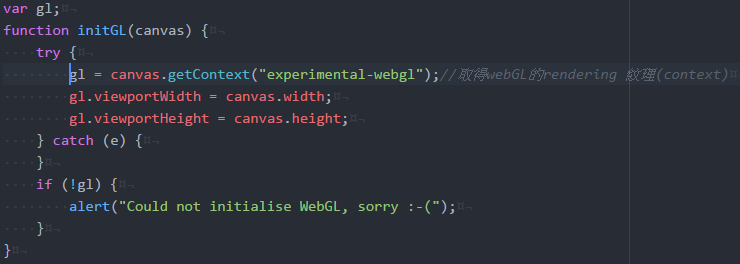 var gl;
function initGL(canvas) {
    try {
        gl = canvas.getContext("experimental-webgl");//取得webGL的rendering 紋理(context)
        gl.viewportWidth = canvas.width;
        gl.viewportHeight = canvas.height;
    } catch (e) {
    }
    if (!gl) {
        alert("Could not initialise WebGL, sorry :-(");
    }
}